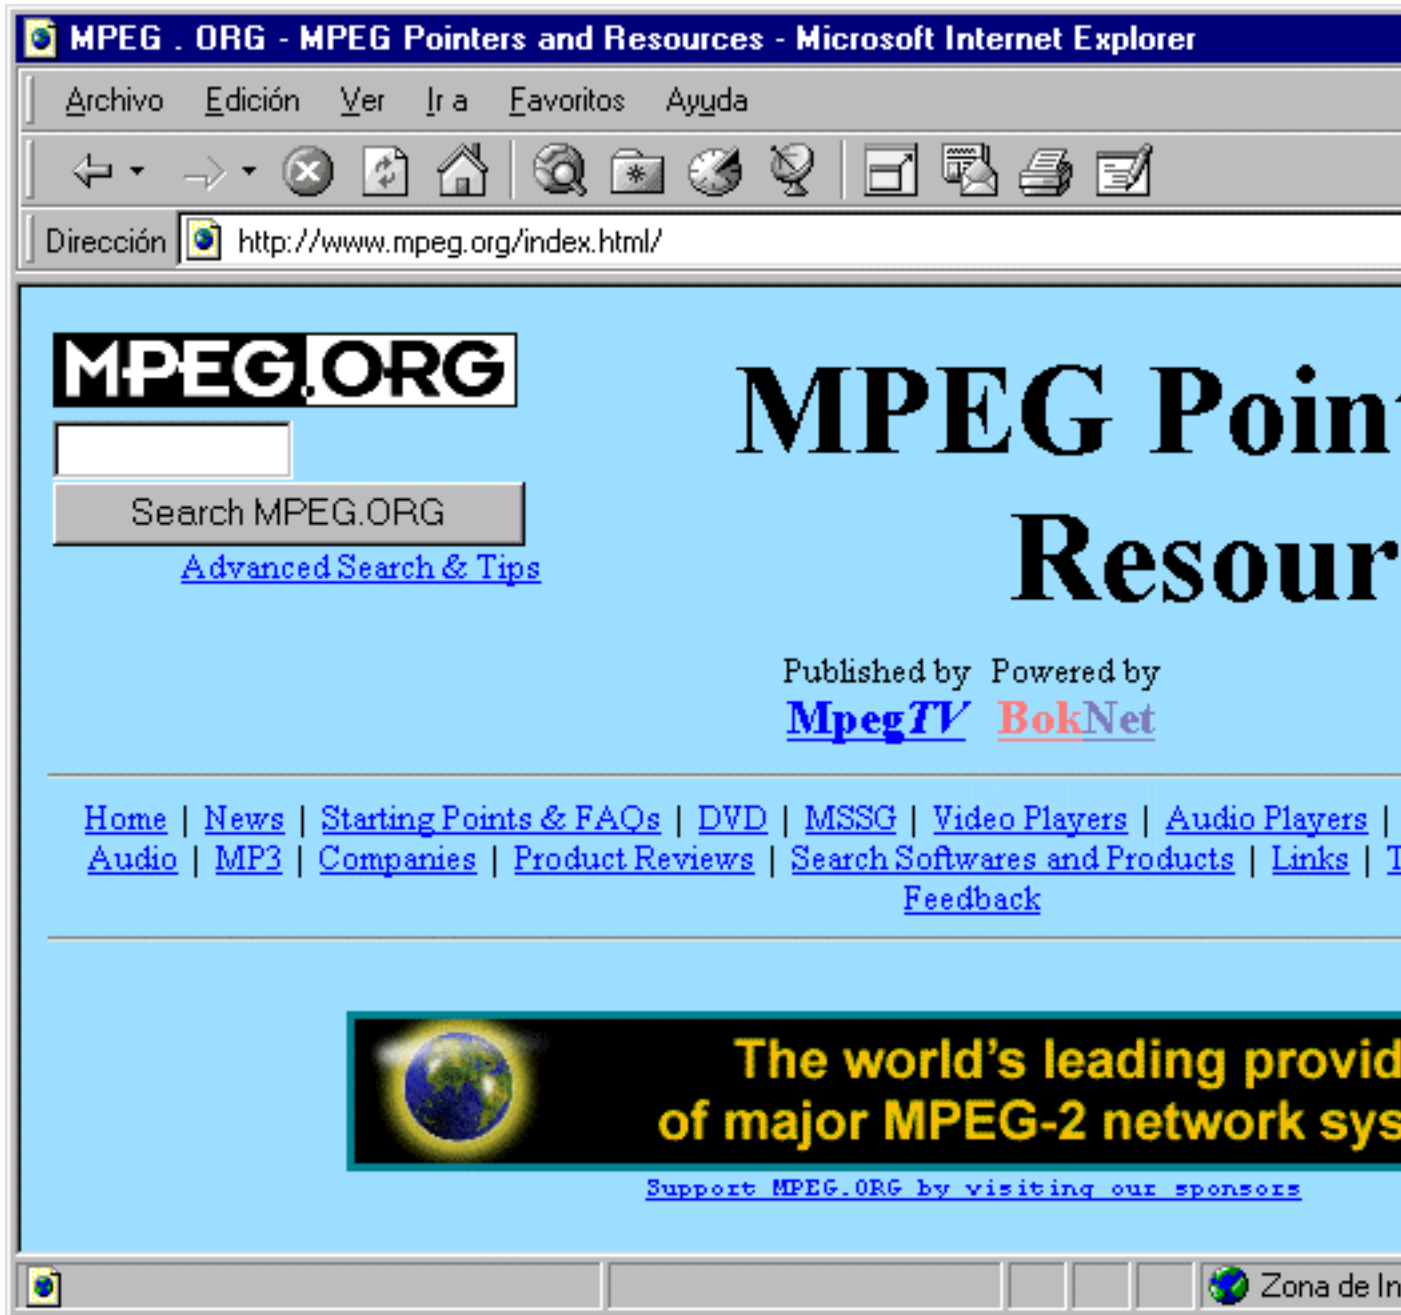 MPEG . ORG - MPEG Pointers and Resources - Microsoft Internet Explorer
Archivo Edición Ver Ir a Favoritos Ayuda
Dirección http://www.mpeg.org/index.html/
MPEG.ORG
MPEG Point
Search MPEG.ORG
Resour
Advanced Search & Tips
Published by Powered by
MpegTV BokNet
Home | News | Starting Points & FAQs | DVD | MSSG | Video Players | Audio Players |
Audio | MP3 | Companies | Product Reviews | Search Softwares and Products | Links | T
Feedback
The world's leading provid
of major MPEG-2 network sys
Support MPEG.ORG by visiting our sponsors
Zona de In